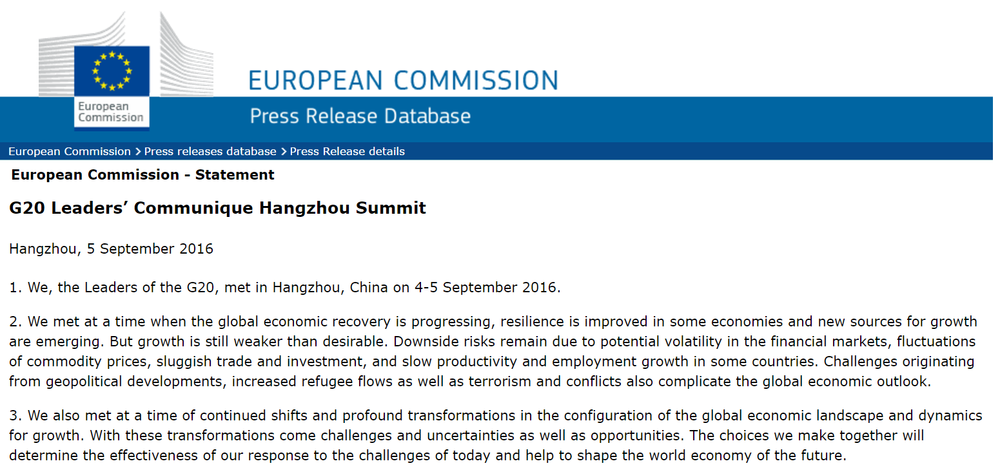 EUROPEAN COMMISSION
European
Commission
Press Release Database
European Commission > Press releases database > Press Release details
European Commission - Statement
G20 Leaders’ Communique Hangzhou Summit
Hangzhou, 5 September 2016
1. We, the Leaders of the G20, met in Hangzhou, China on 4-5 September 2016.
2. We met at a time when the global economic recovery is progressing, resilience is improved in some economies and new sources for growth
are emerging. But growth is still weaker than desirable. Downside risks remain due to potential volatility in the financial markets, fluctuations
of commodity prices, sluggish trade and investment, and slow productivity and employment growth in some countries. Challenges originating
from geopolitical developments, increased refugee flows as well as terrorism and conflicts also complicate the global economic outlook.
3. We also met at a time of continued shifts and profound transformations in the configuration of the global economic landscape and dynamics
for growth. With these transformations come challenges and uncertainties as well as opportunities. The choices we make together will
determine the effectiveness of our response to the challenges of today and help to shape the world economy of the future.